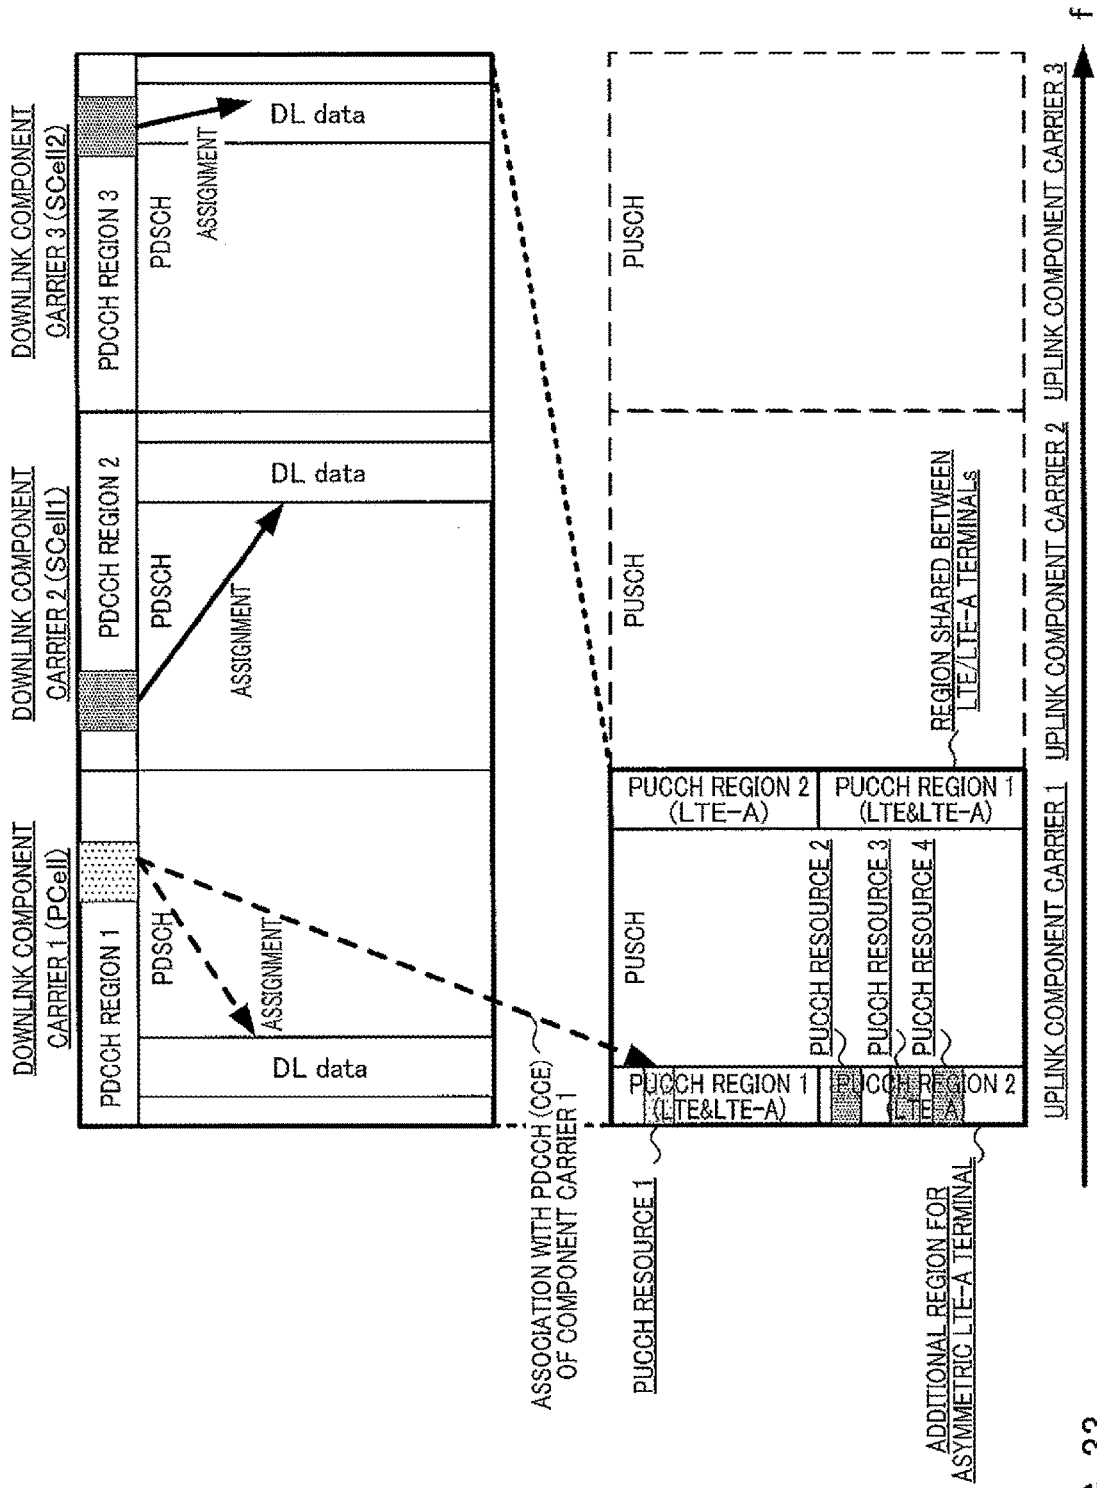 DOWNLINK COMPONENT
CARRIER 1 (PCell)
DOWNLINK COMPONENT
CARRIER 2 (SCell1)
DOWNLINK COMPONENT
CARRIER 3 (SCell2)
PDCCH REGION 1
PDCCH REGION 2
PDCCH REGION 3
PDSCH
PDSCH
PDSCH
ASSIGNMENT
ASSIGNMENT
ASSIGNMENT
DL data
DL data
DL data
ASSOCIATION WITH PDCCH (CCE)
OF COMPONENT CARRIER 1
PUCCH RESOURCE 1
PUCCH REGION 1
(LTE&LTE-A)
PUSCH
PUCCH REGION 2
(LTE-A)
PUSCH
PUSCH
PUCCH RESOURCE 2
PUCCH RESOURCE 3
PUCCH RESOURCE 4
PUCCH REGION 2
(LTE-A)
PUCCH REGION 1
(LTE&LTE-A)
REGION SHARED BETWEEN
LTE/LTE-A TERMINALs
ADDITIONAL REGION FOR
ASYMMETRIC LTE-A TERMINAL
UPLINK COMPONENT CARRIER 1
UPLINK COMPONENT CARRIER 2
UPLINK COMPONENT CARRIER 3
f